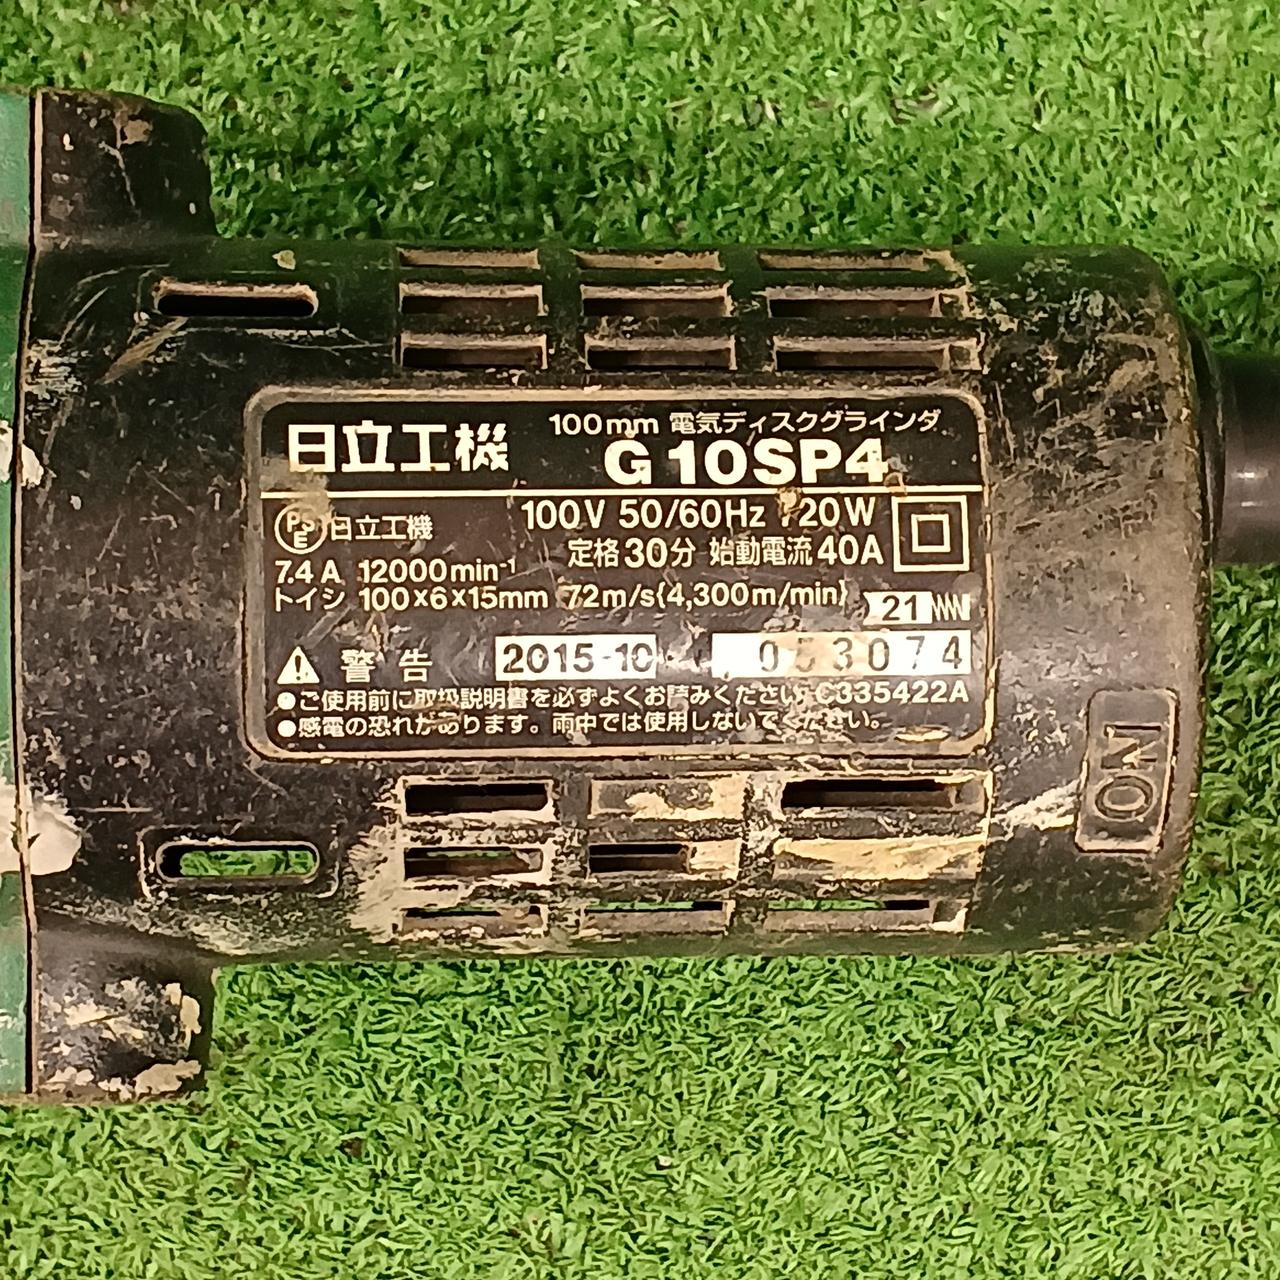 100mm 電気ディスクグラインダ
日立工機 G10SP4
PSE 日立工機 100V 50/60Hz 720W
定格30分 始動電流40A
7.4A 12000min⁻¹
トイシ 100×6×15mm 72m/s{4,300m/min}
21
警告 2015-10 053074
●ご使用前に取扱説明書を必ずよくお読みください。C335422A
●感電の恐れがあります。雨中では使用しないでください。
ON